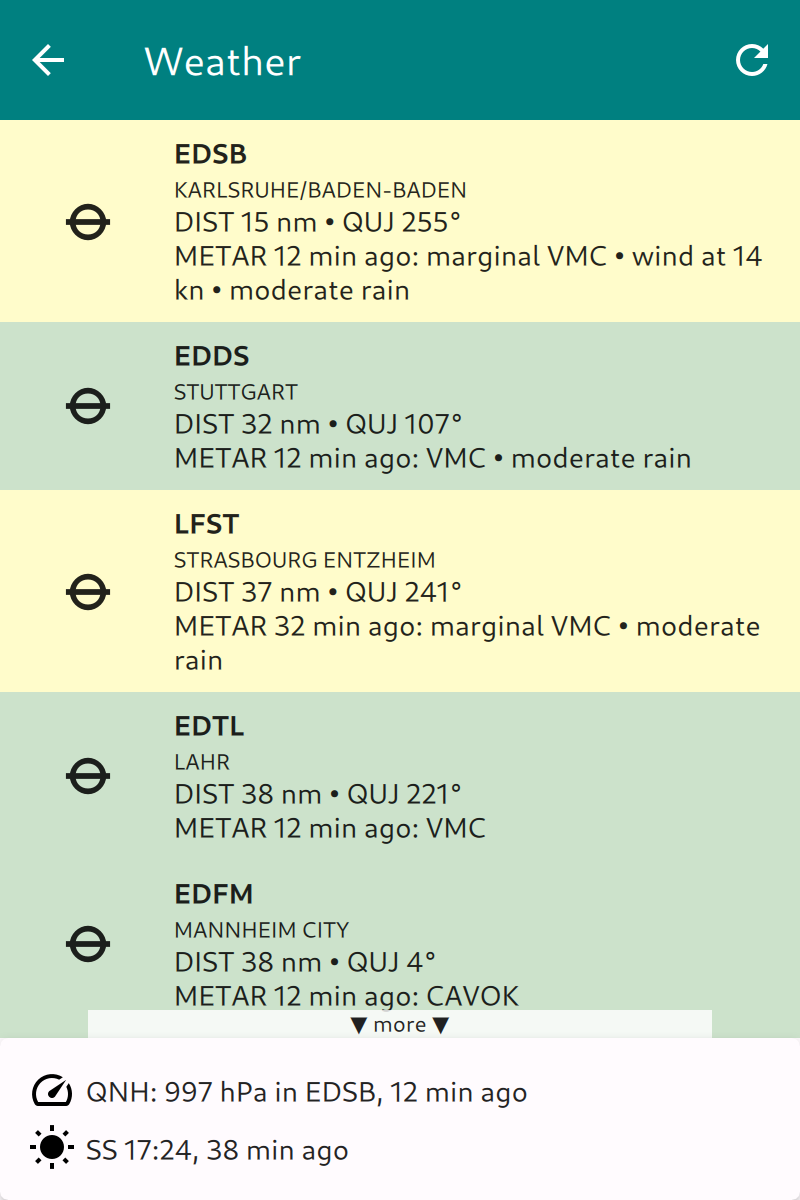 Weather
EDSB
KARLSRUHE/BADEN-BADEN
DIST 15 nm • QUJ 255°
METAR 12 min ago: marginal VMC • wind at 14
kn • moderate rain
EDDS
STUTTGART
DIST 32 nm • QUJ 107°
METAR 12 min ago: VMC • moderate rain
LFST
STRASBOURG ENTZHEIM
DIST 37 nm • QUJ 241°
METAR 32 min ago: marginal VMC • moderate
rain
EDTL
LAHR
DIST 38 nm • QUJ 221°
METAR 12 min ago: VMC
EDFM
MANNHEIM CITY
DIST 38 nm • QUJ 4°
METAR 12 min ago: CAVOK
▼ more ▼
QNH: 997 hPa in EDSB, 12 min ago
SS 17:24, 38 min ago